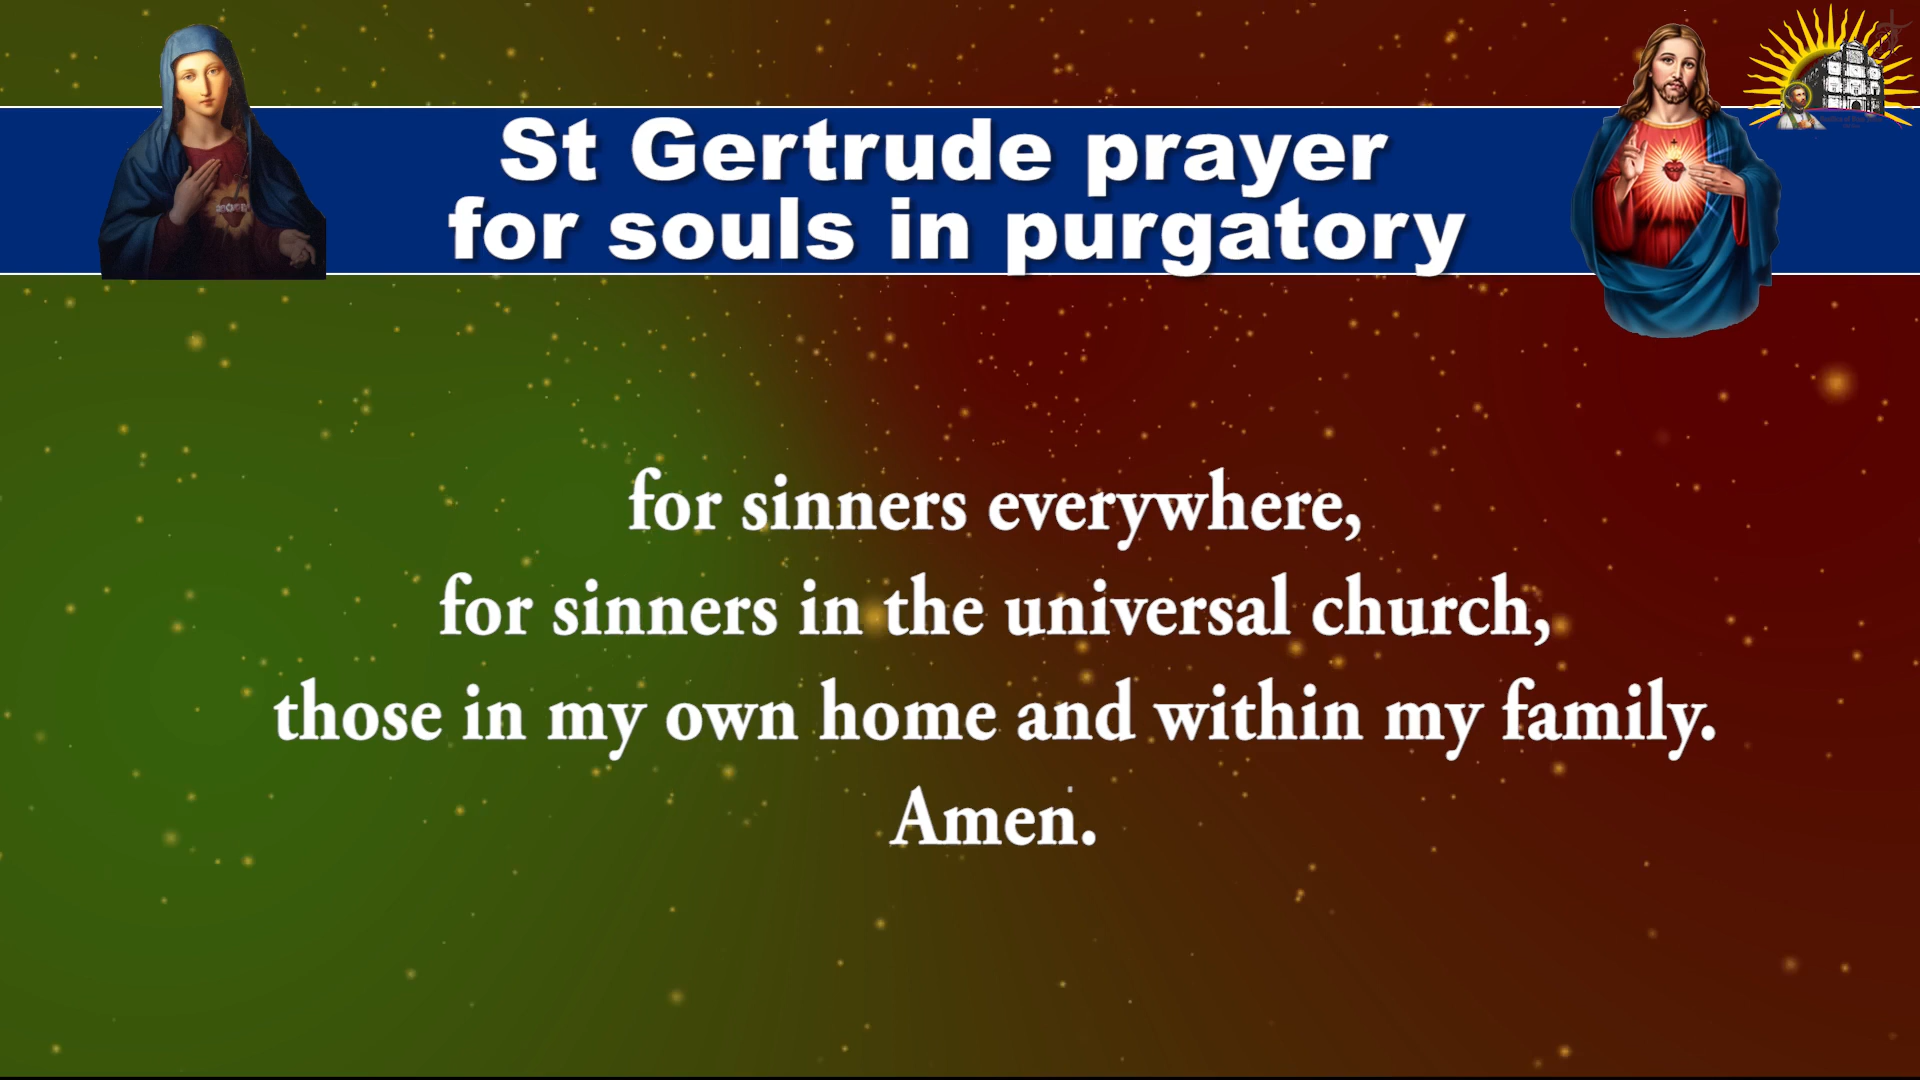 St Gertrude prayer
for souls in purgatory
for sinners everywhere,
for sinners in the universal church,
those in my own home and within my family.
Amen.